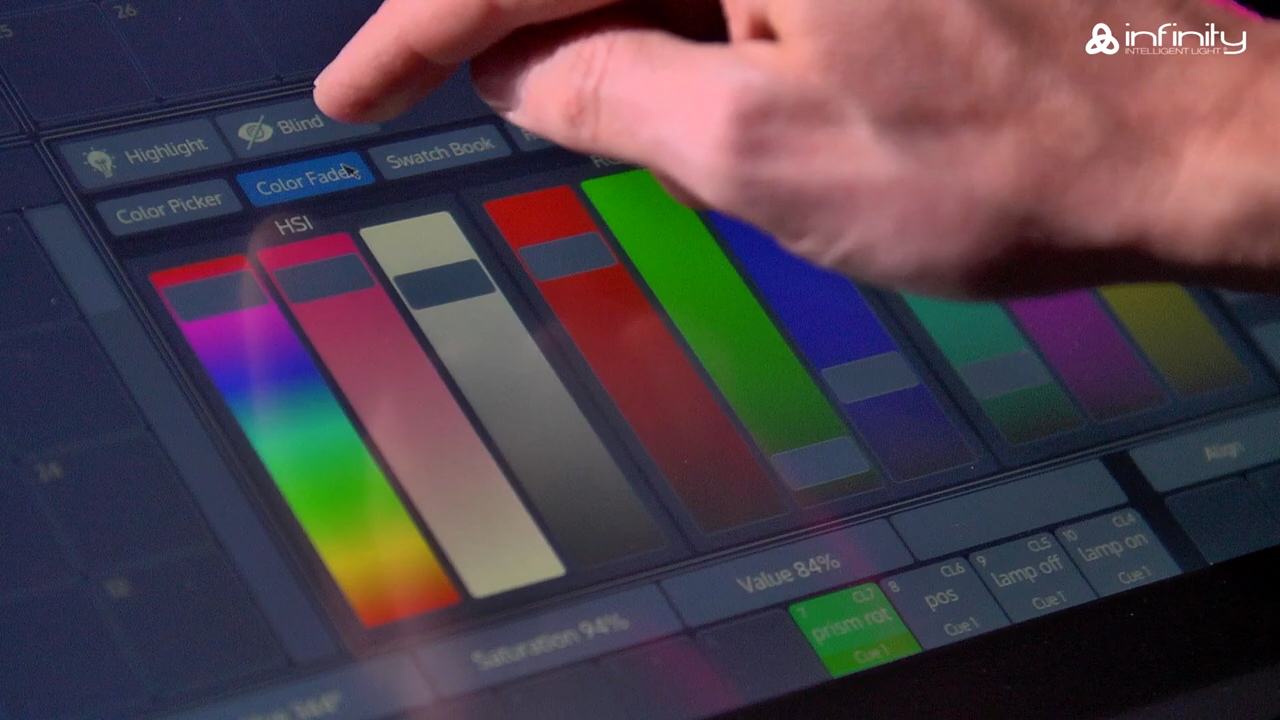 26
infinity
INTELLIGENT LIGHT
Highlight
Blind
Color Picker
Color Fade
Swatch Book
HSI
24
Align
Value 84%
Saturation 94%
7 CL7
prism rot
Cue 1
8 CL6
pos
Cue 1
9 CL5
lamp off
Cue 1
10 CL4
lamp on
Cue 1